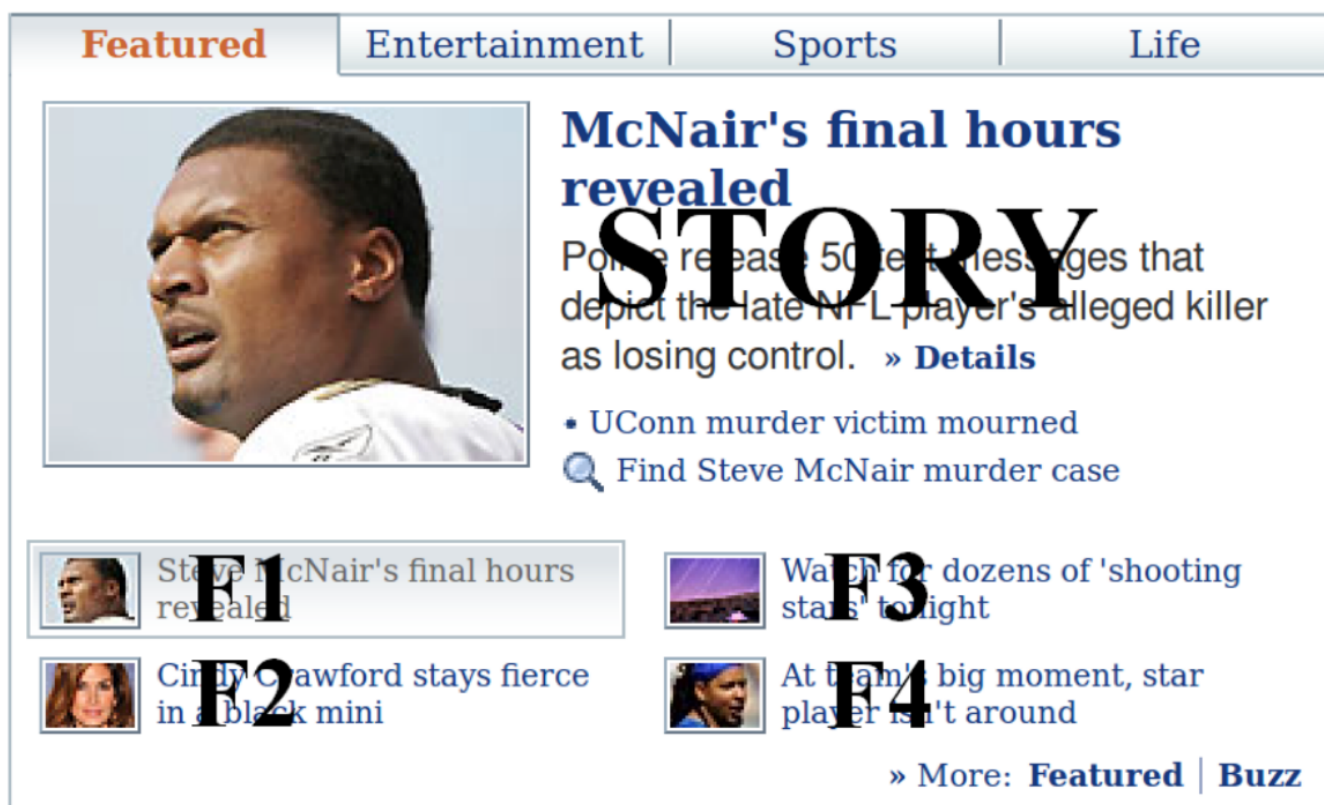 Featured Entertainment Sports Life
McNair's final hours
revealed
STORY
Police release 50 text messages that
depict the late NFL player's alleged killer
as losing control. » Details
• UConn murder victim mourned
Find Steve McNair murder case
F1
Steve McNair's final hours
revealed
F3
Watch for dozens of 'shooting
stars' tonight
F2
Cindy Crawford stays fierce
in a black mini
F4
At team's big moment, star
player isn't around
» More: Featured | Buzz